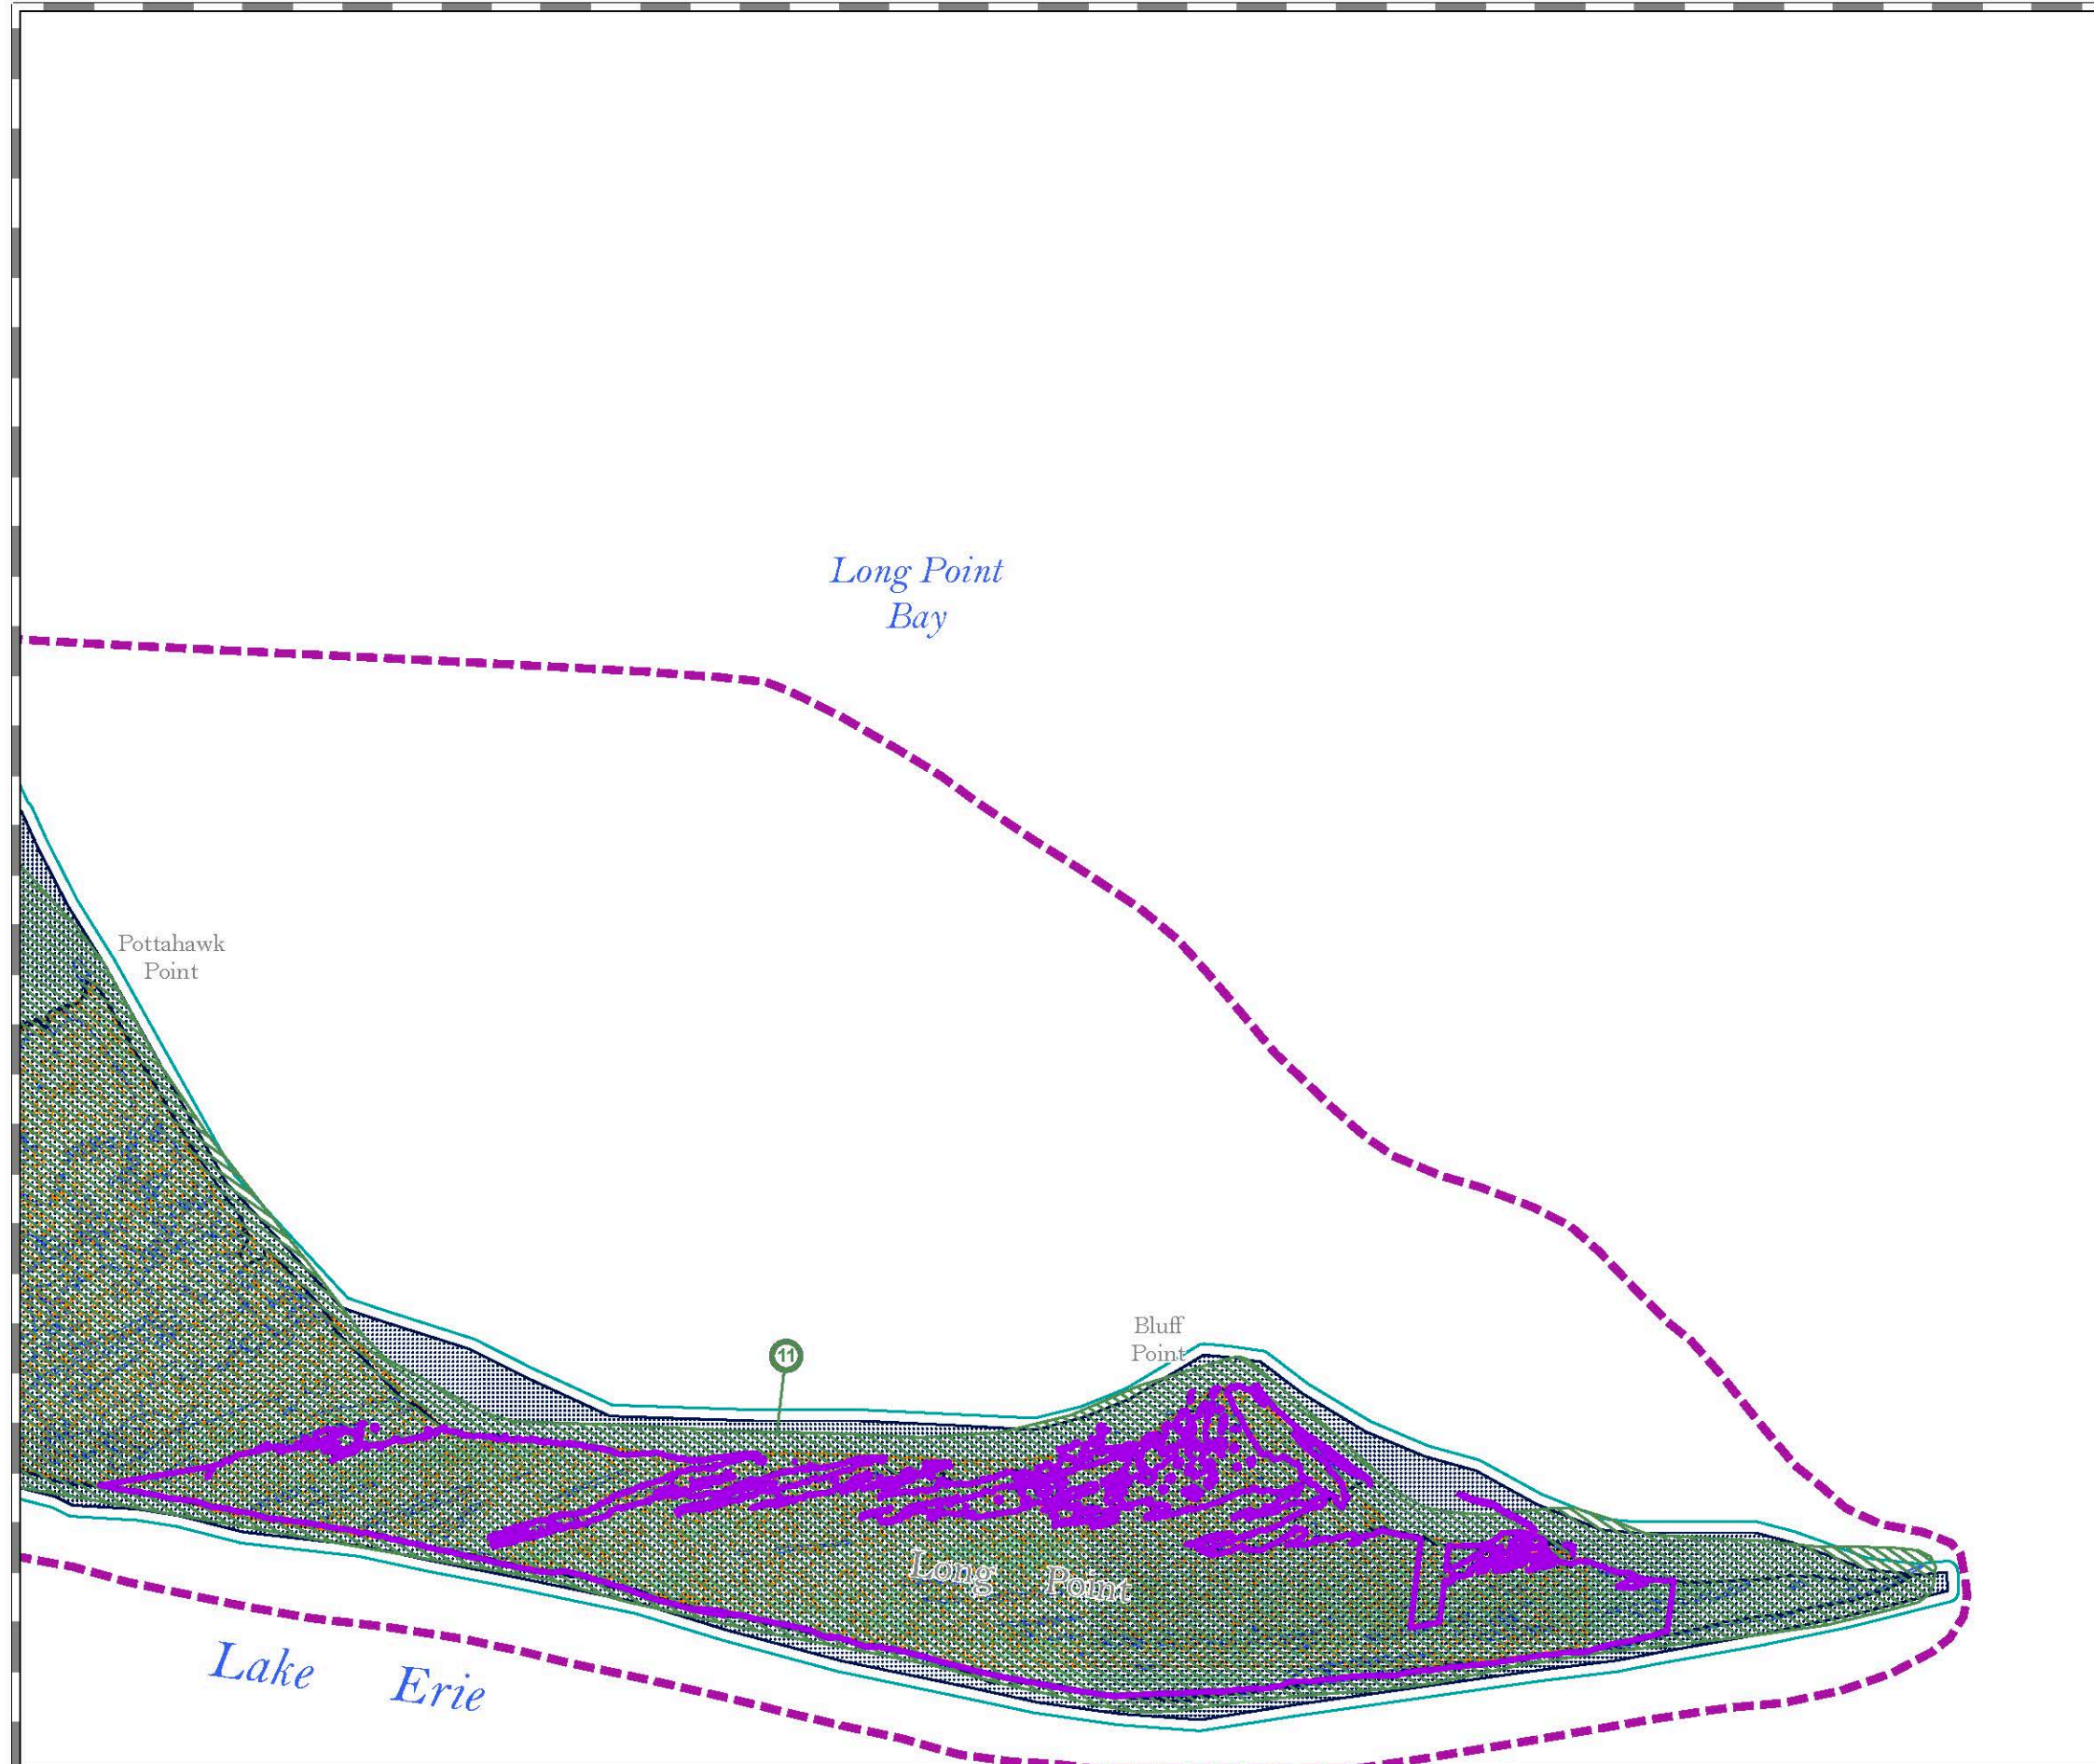 Long Point
Bay
Pottahawk
Point
Bluff
Point
11
Long Point
Lake Erie